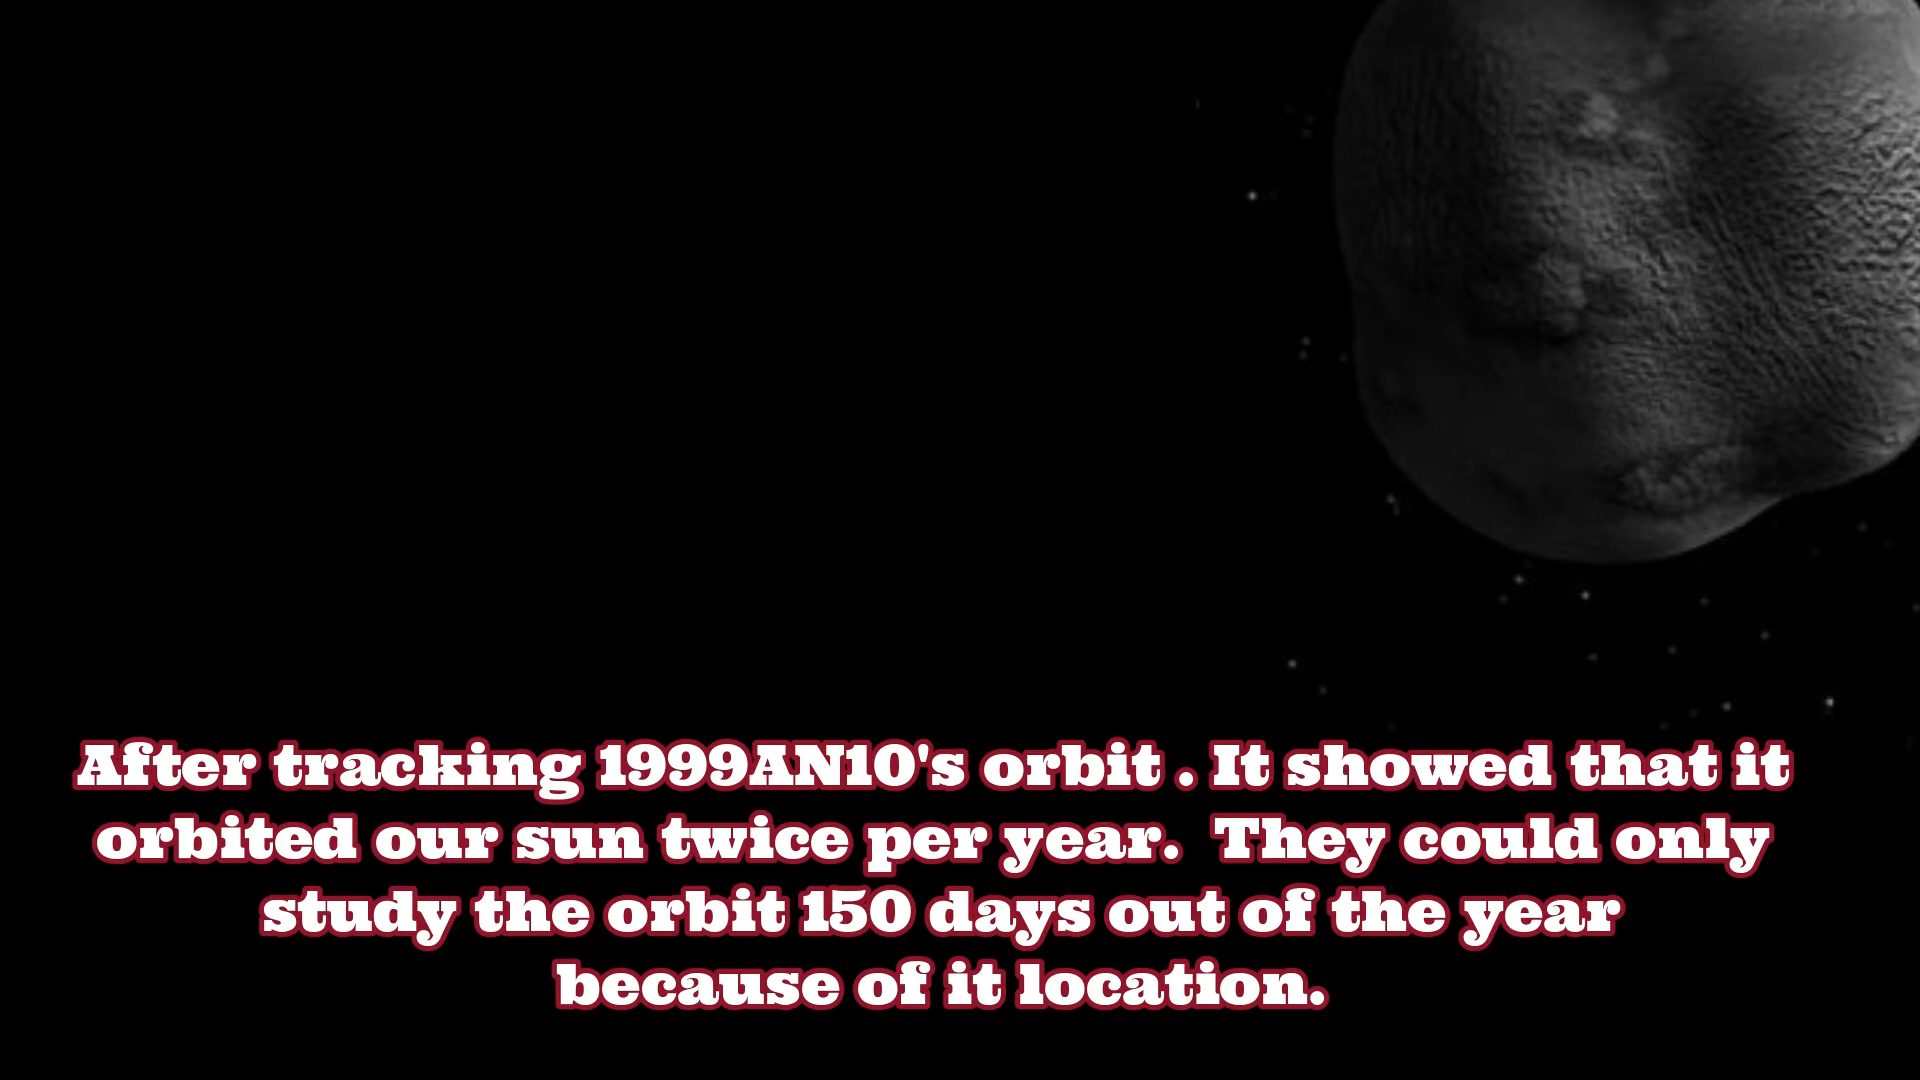 After tracking 1999AN10's orbit . It showed that it
orbited our sun twice per year.  They could only
study the orbit 150 days out of the year
because of it location.